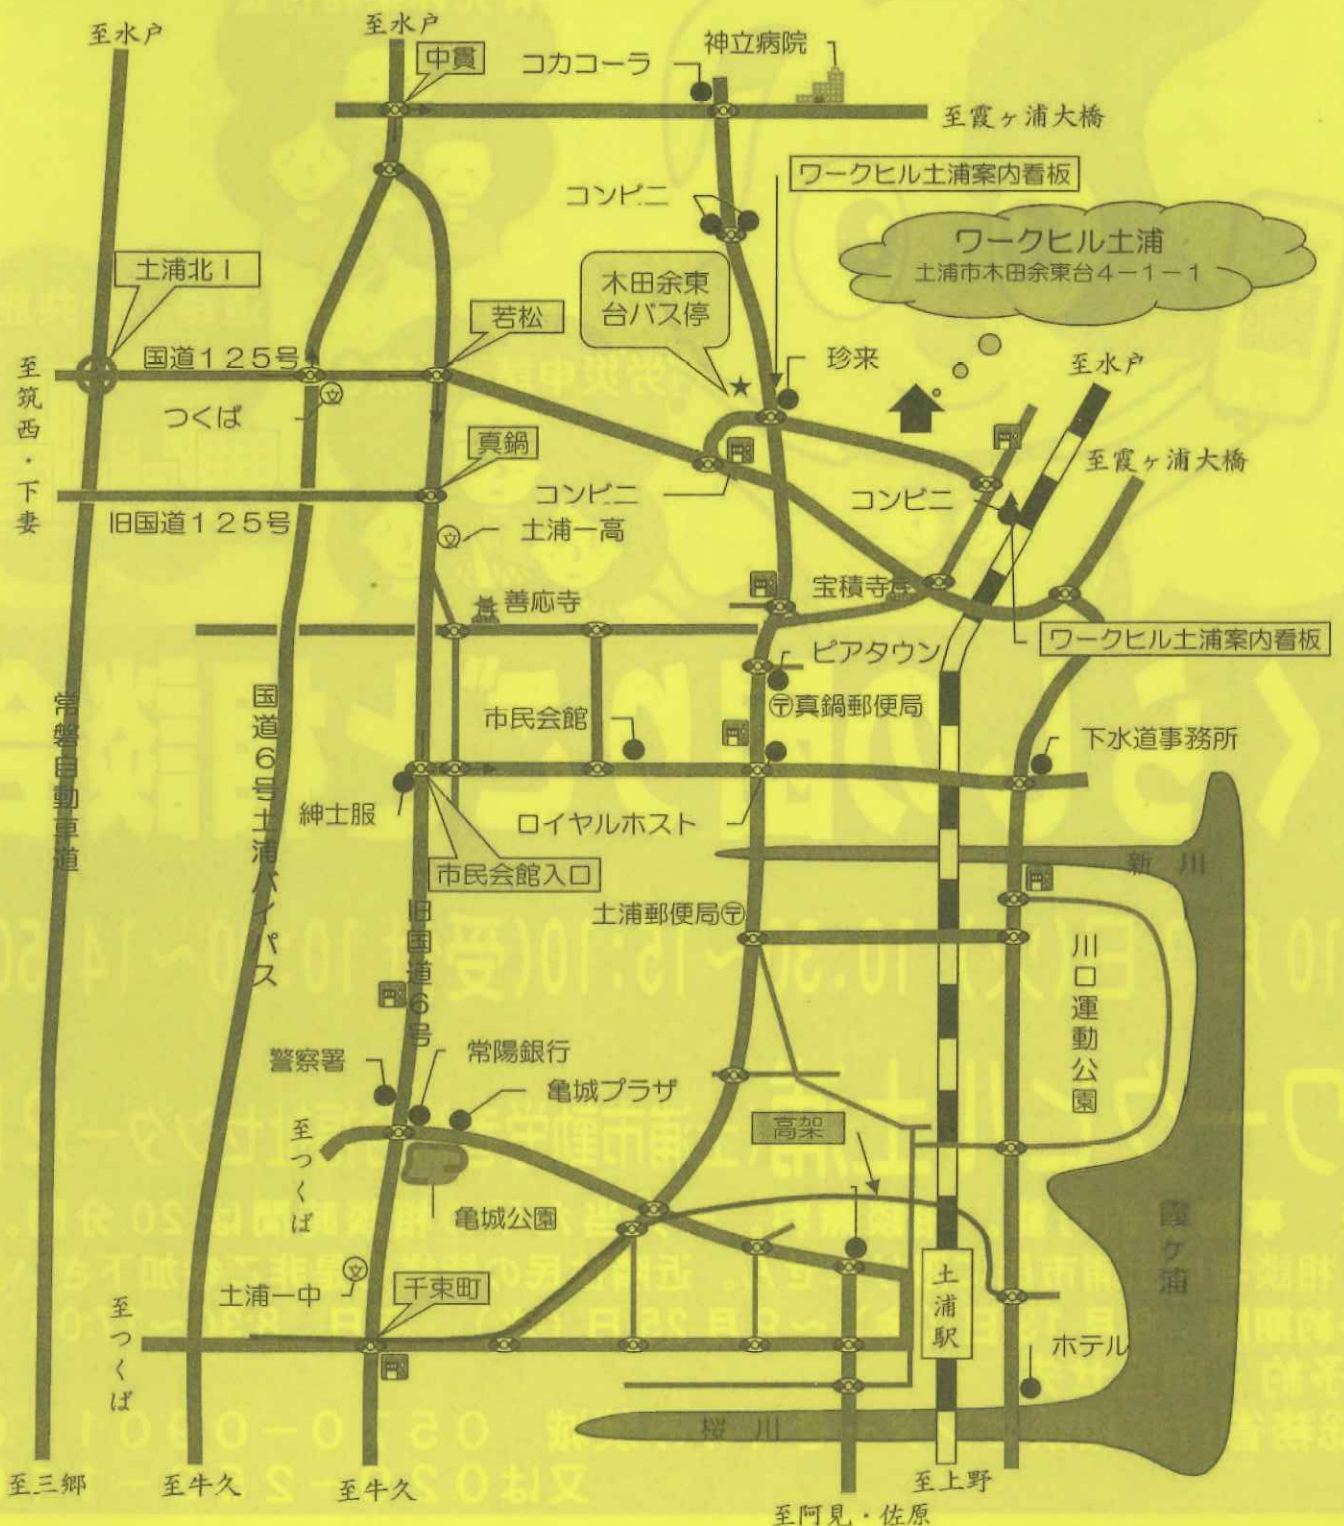 至水戸
至水戸
中貫
コカコーラ
神立病院
至霞ヶ浦大橋
ワークヒル土浦案内看板
コンビニ
ワークヒル土浦
土浦市木田余東台4-1-1
土浦北I
木田余東
台バス停
若松
国道125号
至筑西・下妻
つくば
珍来
至水戸
真鍋
至霞ヶ浦大橋
コンビニ
コンビニ
旧国道125号
土浦一高
宝積寺
善応寺
ワークヒル土浦案内看板
ピアタウン
〒真鍋郵便局
常磐自動車道
国道6号土浦バイパス
市民会館
下水道事務所
紳士服
ロイヤルホスト
市民会館入口
新川
旧国道6号
土浦郵便局〒
川口運動公園
警察署
常陽銀行
亀城プラザ
高架
至つくば
亀城公園
霞ヶ浦
土浦一中
千束町
土浦駅
至つくば
ホテル
桜川
至三郷
至牛久
至牛久
至上野
至阿見・佐原